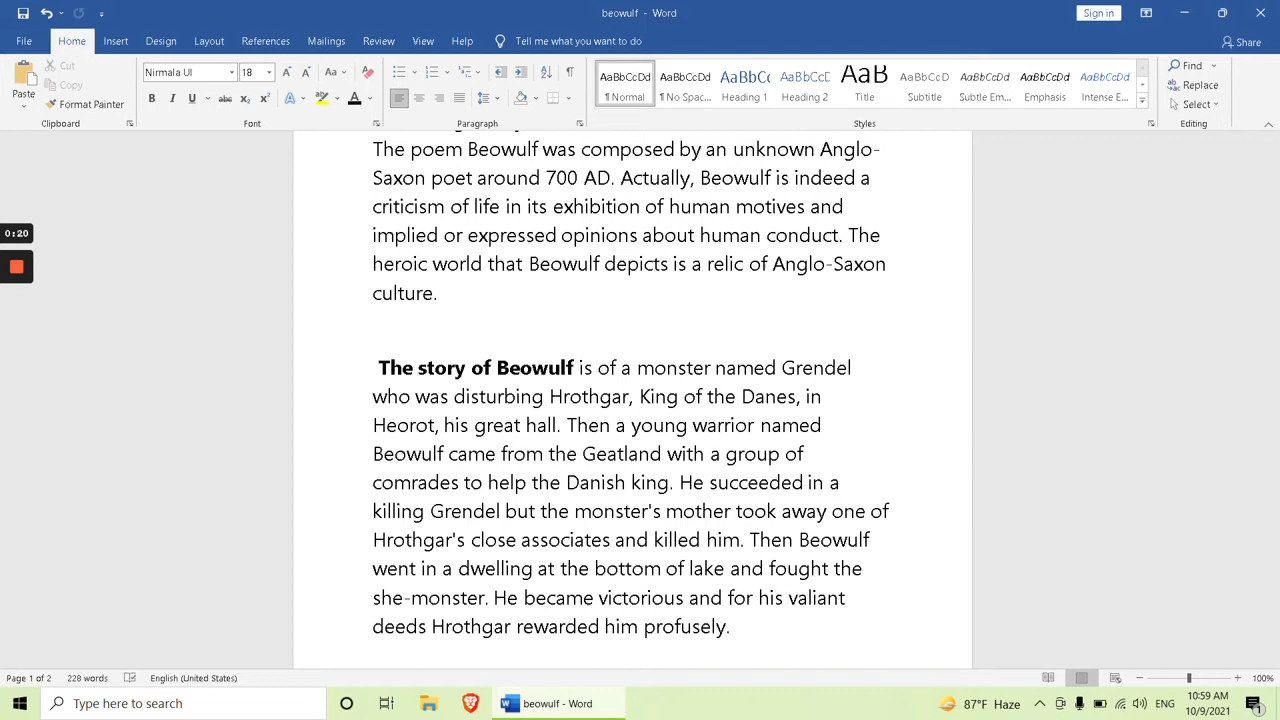 beowulf - Word
Sign in
File Home Insert Design Layout References Mailings Review View Help Tell me what you want to do
Share
Paste
Cut
Copy
Format Painter
Clipboard
Nirmala UI 18
Font
Paragraph
AaBbCcDd AaBbCcDd AaBbCc AaBbCcD AaB AaBbCcDd AaBbCcDd AaBbCcDd AaBbCcDd
¶ Normal ¶ No Spac... Heading 1 Heading 2 Title Subtitle Subtle Em... Emphasis Intense E...
Styles
Find
Replace
Select
Editing
The poem Beowulf was composed by an unknown Anglo-
Saxon poet around 700 AD. Actually, Beowulf is indeed a
criticism of life in its exhibition of human motives and
implied or expressed opinions about human conduct. The
heroic world that Beowulf depicts is a relic of Anglo-Saxon
culture.
The story of Beowulf is of a monster named Grendel
who was disturbing Hrothgar, King of the Danes, in
Heorot, his great hall. Then a young warrior named
Beowulf came from the Geatland with a group of
comrades to help the Danish king. He succeeded in a
killing Grendel but the monster's mother took away one of
Hrothgar's close associates and killed him. Then Beowulf
went in a dwelling at the bottom of lake and fought the
she-monster. He became victorious and for his valiant
deeds Hrothgar rewarded him profusely.
0:20
Page 1 of 2 228 words English (United States) 100%
Type here to search
beowulf - Word
87°F Haze
ENG
10:59 AM
10/9/2021
1